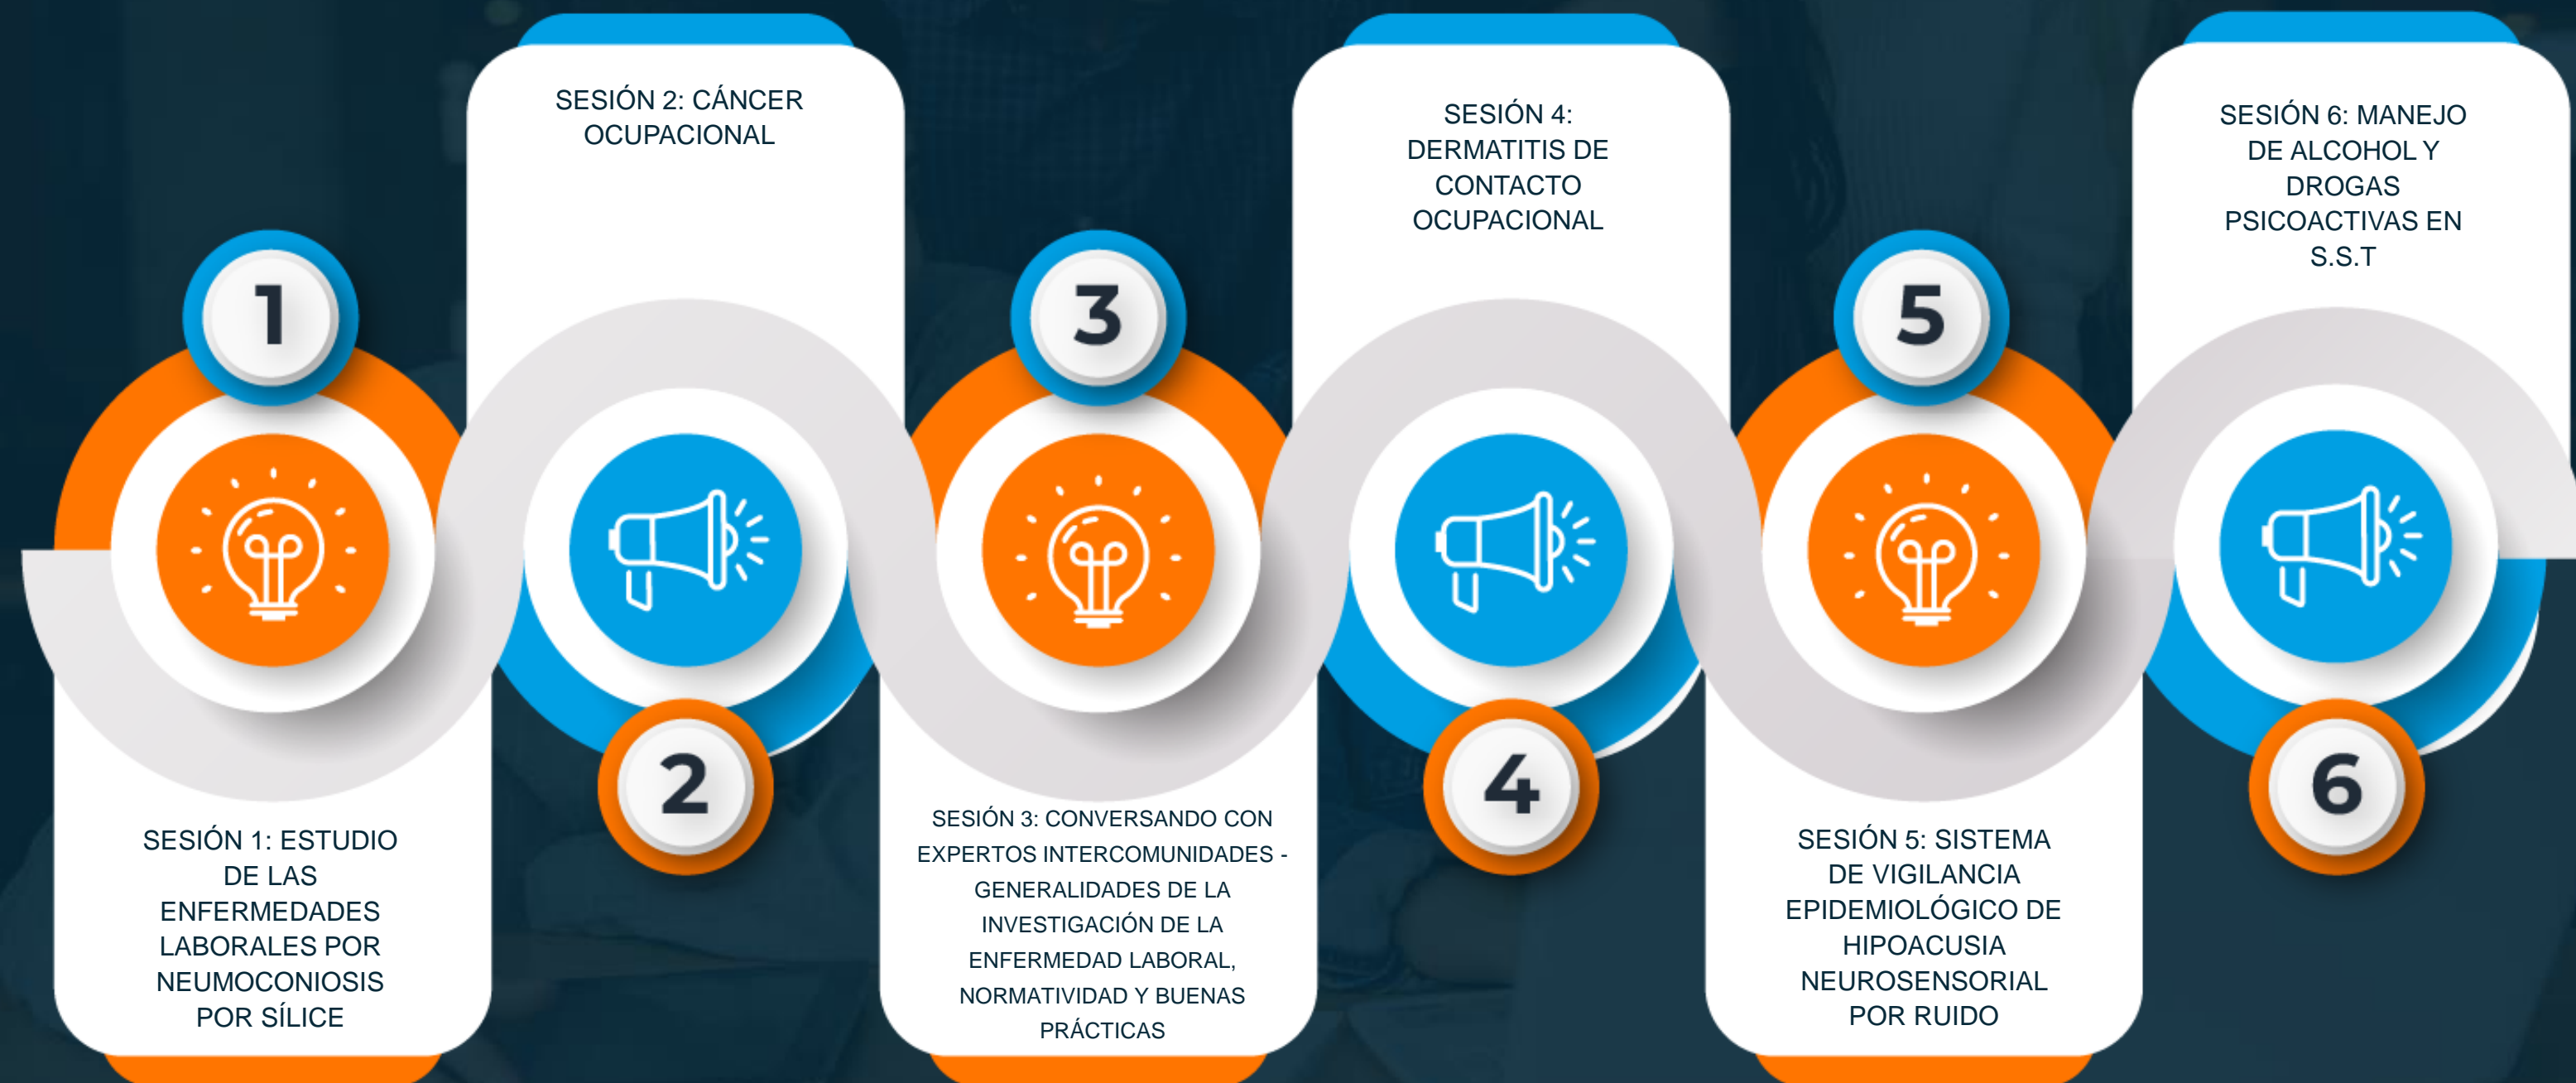 1
SESIÓN 1: ESTUDIO
DE LAS
ENFERMEDADES
LABORALES POR
NEUMOCONIOSIS
POR SÍLICE
SESIÓN 2: CÁNCER
OCUPACIONAL
2
3
SESIÓN 3: CONVERSANDO CON
EXPERTOS INTERCOMUNIDADES -
GENERALIDADES DE LA
INVESTIGACIÓN DE LA
ENFERMEDAD LABORAL,
NORMATIVIDAD Y BUENAS
PRÁCTICAS
SESIÓN 4:
DERMATITIS DE
CONTACTO
OCUPACIONAL
4
5
SESIÓN 5: SISTEMA
DE VIGILANCIA
EPIDEMIOLÓGICO DE
HIPOACUSIA
NEUROSENSORIAL
POR RUIDO
SESIÓN 6: MANEJO
DE ALCOHOL Y
DROGAS
PSICOACTIVAS EN
S.S.T
6